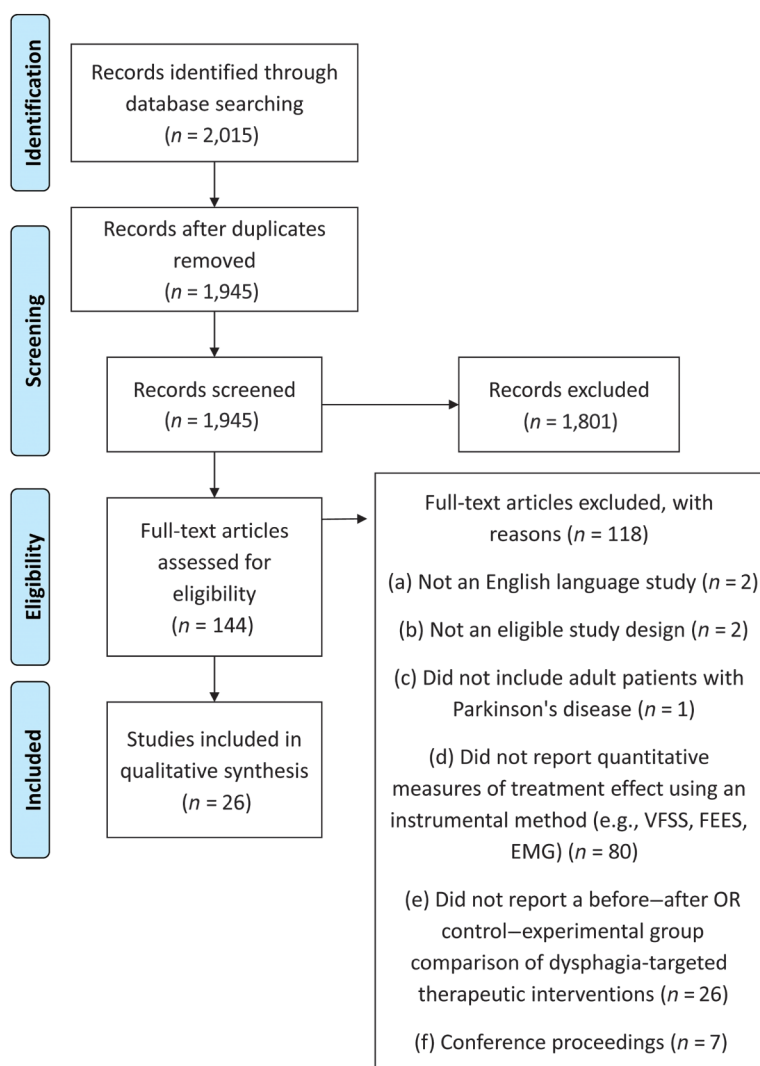 Identification
Records identified through
database searching
(n = 2,015)
Screening
Records after duplicates
removed
(n = 1,945)
Records screened
(n = 1,945)
Records excluded
(n = 1,801)
Eligibility
Full-text articles
assessed for
eligibility
(n = 144)
Full-text articles excluded, with
reasons (n = 118)
(a) Not an English language study (n = 2)
(b) Not an eligible study design (n = 2)
(c) Did not include adult patients with
Parkinson's disease (n = 1)
(d) Did not report quantitative
measures of treatment effect using an
instrumental method (e.g., VFSS, FEES,
EMG) (n = 80)
(e) Did not report a before–after OR
control–experimental group
comparison of dysphagia-targeted
therapeutic interventions (n = 26)
(f) Conference proceedings (n = 7)
Included
Studies included in
qualitative synthesis
(n = 26)